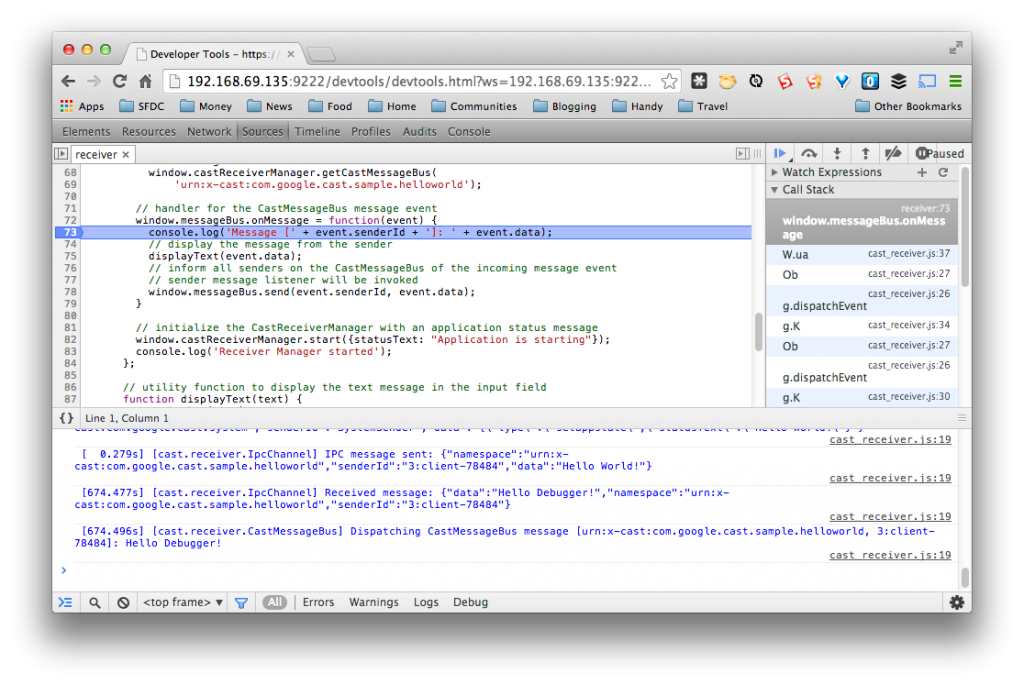 Developer Tools - https://
192.168.69.135:9222/devtools/devtools.html?ws=192.168.69.135:922...
Apps SFDC Money News Food Home Communities Blogging Handy Travel Other Bookmarks
Elements Resources Network Sources Timeline Profiles Audits Console
receiver × Paused
68 window.castReceiverManager.getCastMessageBus(
69 'urn:x-cast:com.google.cast.sample.helloworld');
70
71 // handler for the CastMessageBus message event
72 window.messageBus.onMessage = function(event) {
73 console.log('Message [' + event.senderId + ']: ' + event.data);
74 // display the message from the sender
75 displayText(event.data);
76 // inform all senders on the CastMessageBus of the incoming message event
77 // sender message listener will be invoked
78 window.messageBus.send(event.senderId, event.data);
79 }
80
81 // initialize the CastReceiverManager with an application status message
82 window.castReceiverManager.start({statusText: "Application is starting"});
83 console.log('Receiver Manager started');
84 };
85
86 // utility function to display the text message in the input field
87 function displayText(text) {
Watch Expressions + C
Call Stack
receiver:73
window.messageBus.onMess
age
W.ua cast_receiver.js:37
Ob cast_receiver.js:27
cast_receiver.js:26
g.dispatchEvent
g.K cast_receiver.js:34
Ob cast_receiver.js:27
cast_receiver.js:26
g.dispatchEvent
g.K cast_receiver.js:30
{} Line 1, Column 1
cast_receiver.js:19
[  0.279s] [cast.receiver.IpcChannel] IPC message sent: {"namespace":"urn:x-
cast:com.google.cast.sample.helloworld","senderId":"3:client-78484","data":"Hello World!"}
cast_receiver.js:19
[674.477s] [cast.receiver.IpcChannel] Received message: {"data":"Hello Debugger!","namespace":"urn:x-
cast:com.google.cast.sample.helloworld","senderId":"3:client-78484"}
cast_receiver.js:19
[674.496s] [cast.receiver.CastMessageBus] Dispatching CastMessageBus message [urn:x-cast:com.google.cast.sample.helloworld, 3:client-
78484]: Hello Debugger!
cast_receiver.js:19
>
<top frame> All Errors Warnings Logs Debug